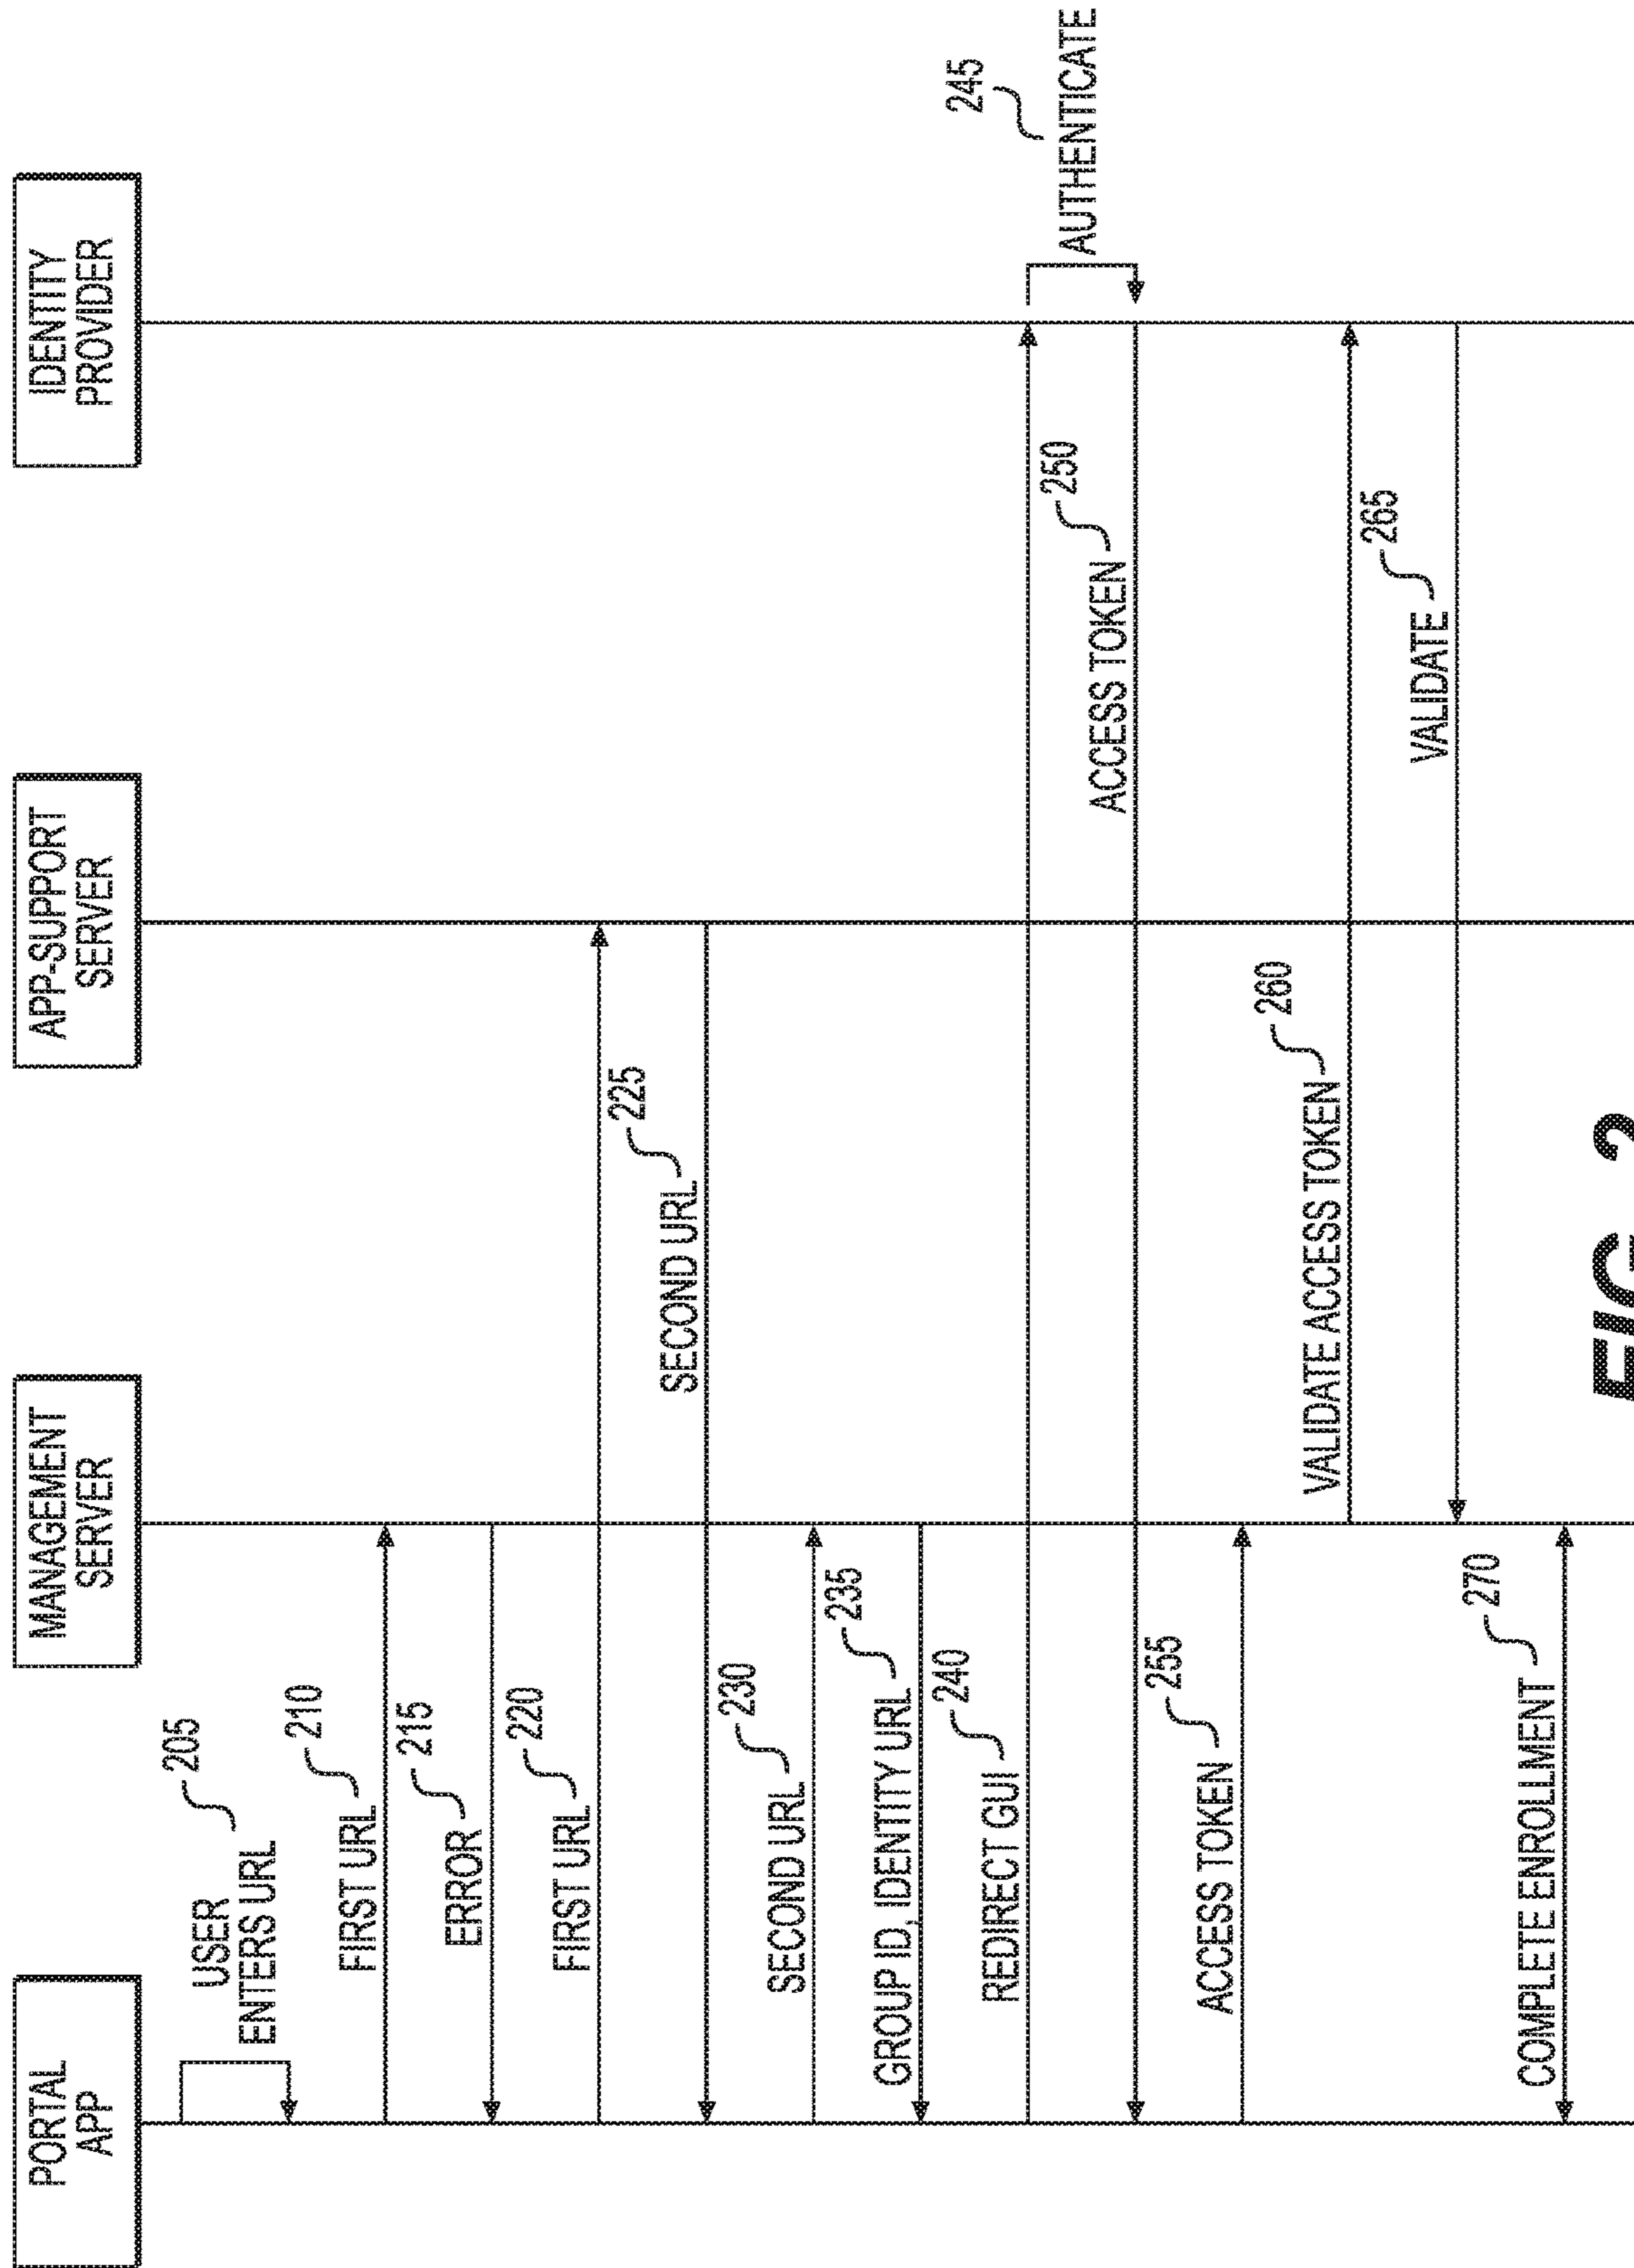 PORTAL
APP
MANAGEMENT
SERVER
APP-SUPPORT
SERVER
IDENTITY
PROVIDER
USER
ENTERS URL
205
FIRST URL
210
ERROR
215
FIRST URL
220
SECOND URL
225
SECOND URL
230
GROUP ID, IDENTITY URL
235
REDIRECT GUI
240
AUTHENTICATE
245
ACCESS TOKEN
250
ACCESS TOKEN
255
VALIDATE ACCESS TOKEN
260
VALIDATE
265
COMPLETE ENROLLMENT
270
FIG. 2